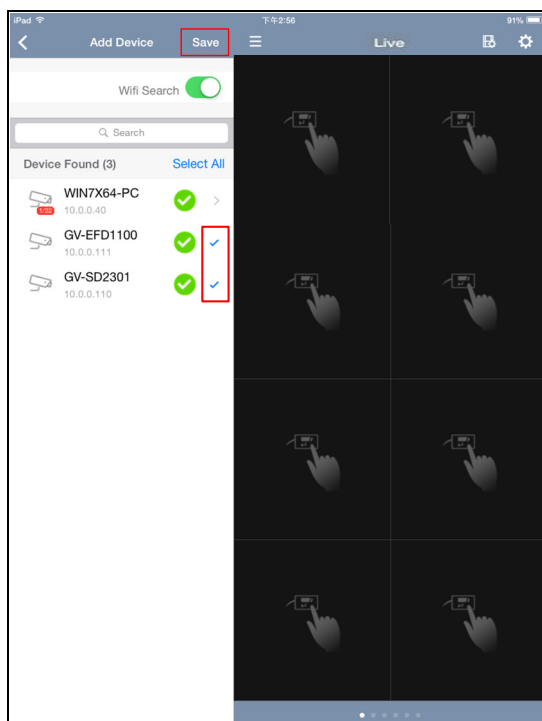 iPad 下午2:56 91%
Add Device Save Live
Wifi Search
Search
Device Found (3) Select All
WIN7X64-PC
1/32
10.0.0.40
GV-EFD1100
10.0.0.111
GV-SD2301
10.0.0.110